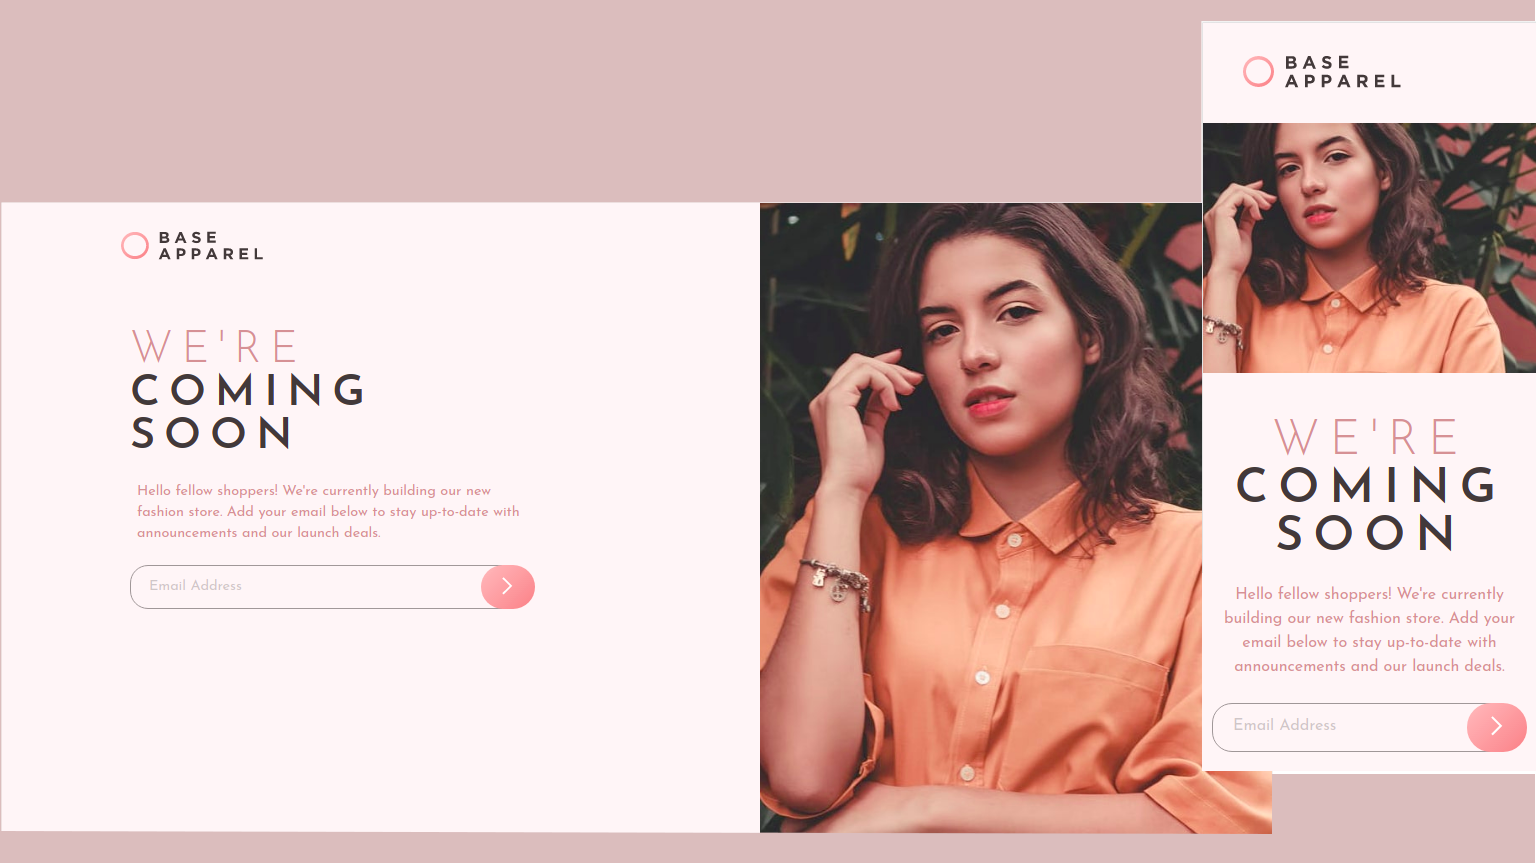 BASE
APPAREL
WE'RE
COMING
SOON
Hello fellow shoppers! We're currently building our new
fashion store. Add your email below to stay up-to-date with
announcements and our launch deals.
Email Address
BASE
APPAREL
WE'RE
COMING
SOON
Hello fellow shoppers! We're currently
building our new fashion store. Add your
email below to stay up-to-date with
announcements and our launch deals.
Email Address